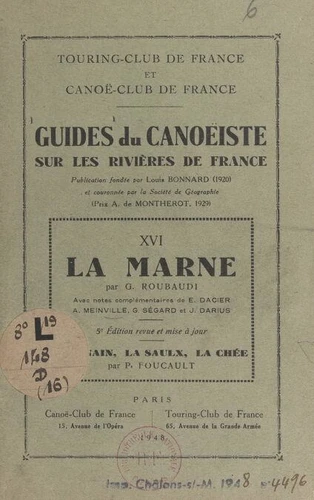 6
TOURING-CLUB DE FRANCE
ET
CANOË-CLUB DE FRANCE
GUIDES du CANOËISTE
SUR LES RIVIÈRES DE FRANCE
Publication fondée par Louis BONNARD (1920)
et couronnée par la Société de Géographie
(Prix A. de MONTHEROT, 1929)
XVI
LA MARNE
par G. ROUBAUDI
Avec notes complémentaires de E. DACIER
A. MEINVILLE, G. SÉGARD et J. DARIUS
5e Édition revue et mise à jour
AIN, LA SAULX, LA CHÉE
par P. FOUCAULT
8° L19
148
(16)
PARIS
Canoë-Club de France
15, Avenue de l'Opéra
Touring-Club de France
65, Avenue de la Grande Armée
1948
Imp. Châlons-s/-M. 1948 n° 4496